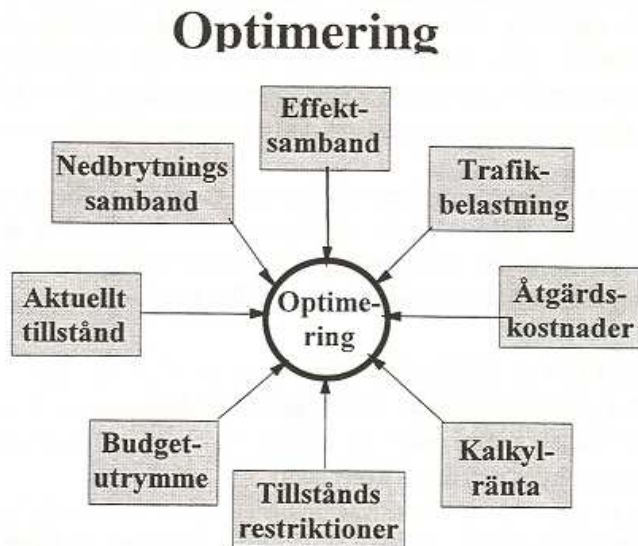 Optimering
Effekt-
samband
Trafik-
belastning
Åtgärds-
kostnader
Kalkyl-
ränta
Tillstånds
restriktioner
Budget-
utrymme
Aktuellt
tillstånd
Nedbrytnings
samband
Optime-
ring